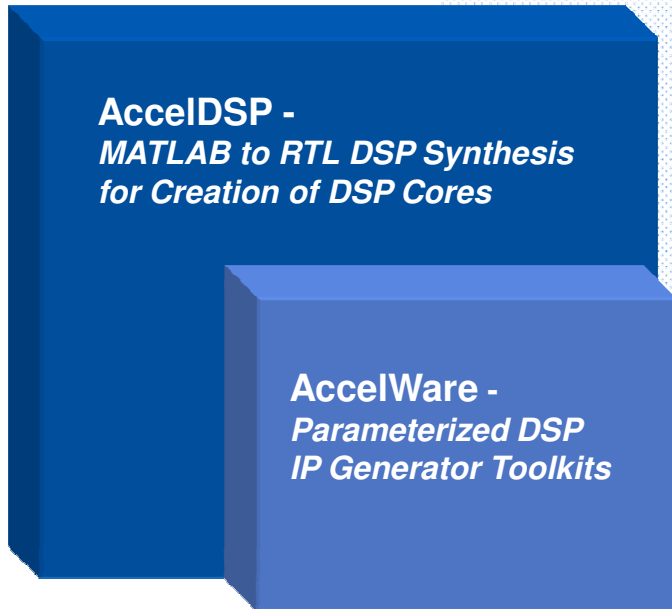 AccelDSP -
MATLAB to RTL DSP Synthesis
for Creation of DSP Cores
AccelWare -
Parameterized DSP
IP Generator Toolkits